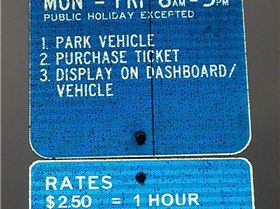 MON - FRI 8AM-5PM
PUBLIC HOLIDAY EXCEPTED
1. PARK VEHICLE
2. PURCHASE TICKET
3. DISPLAY ON DASHBOARD/
VEHICLE
RATES
$2.50 = 1 HOUR